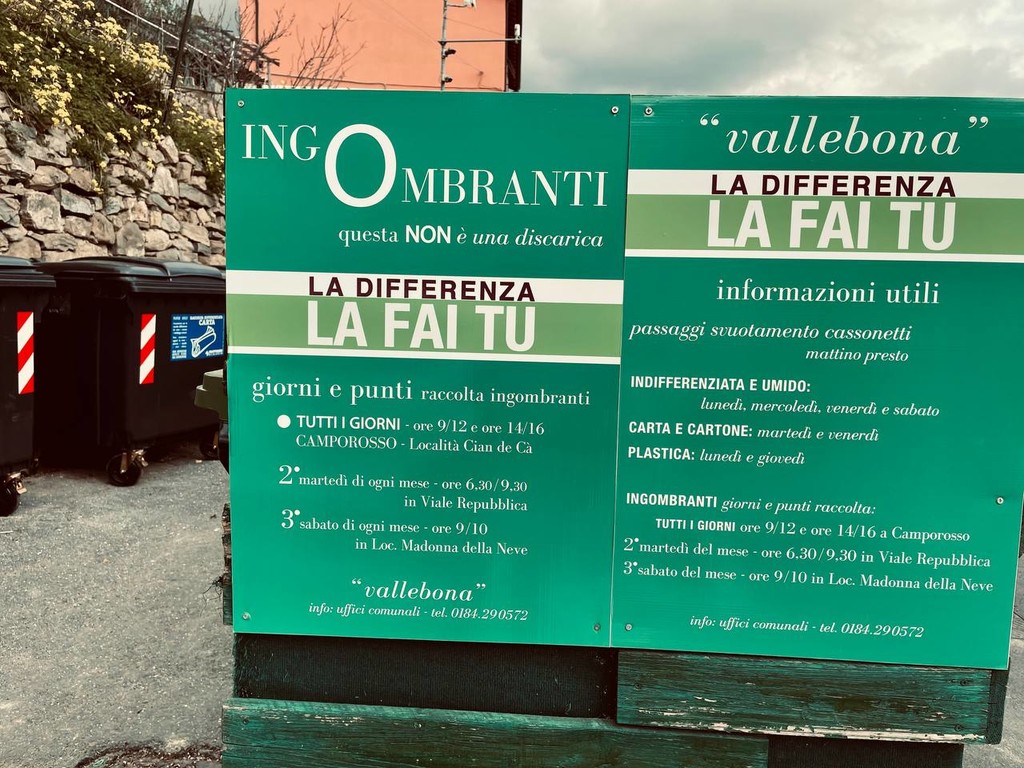 INGOMBRANTI
questa NON è una discarica
LA DIFFERENZA
LA FAI TU
giorni e punti raccolta ingombranti
TUTTI I GIORNI - ore 9/12 e ore 14/16
CAMPOROSSO - Località Cian de Cà
2° martedì di ogni mese - ore 6.30/9.30
in Viale Repubblica
3° sabato di ogni mese - ore 9/10
in Loc. Madonna della Neve
"vallebona"
info: uffici comunali - tel. 0184.290572
"vallebona"
LA DIFFERENZA
LA FAI TU
informazioni utili
passaggi svuotamento cassonetti
mattino presto
INDIFFERENZIATA E UMIDO:
lunedì, mercoledì, venerdì e sabato
CARTA E CARTONE: martedì e venerdì
PLASTICA: lunedì e giovedì
INGOMBRANTI giorni e punti raccolta:
TUTTI I GIORNI ore 9/12 e ore 14/16 a Camporosso
2° martedì del mese - ore 6.30/9.30 in Viale Repubblica
3° sabato del mese - ore 9/10 in Loc. Madonna della Neve
info: uffici comunali - tel. 0184.290572
CARTA